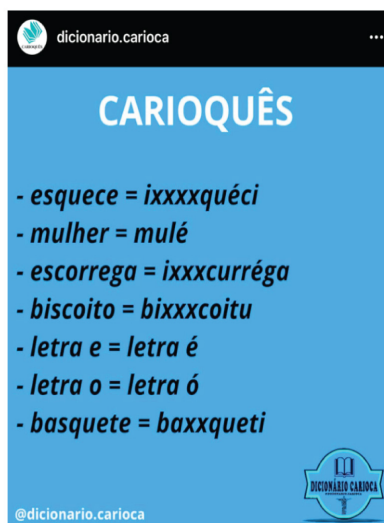 CARIOQUÊS
dicionario.carioca
...
CARIOQUÊS
- esquece = ixxxxquéci
- mulher = mulé
- escorrega = ixxxcurréga
- biscoito = bixxxcoitu
- letra e = letra é
- letra o = letra ó
- basquete = baxxqueti
DICIONÁRIO CARIOCA
@dicionario.carioca